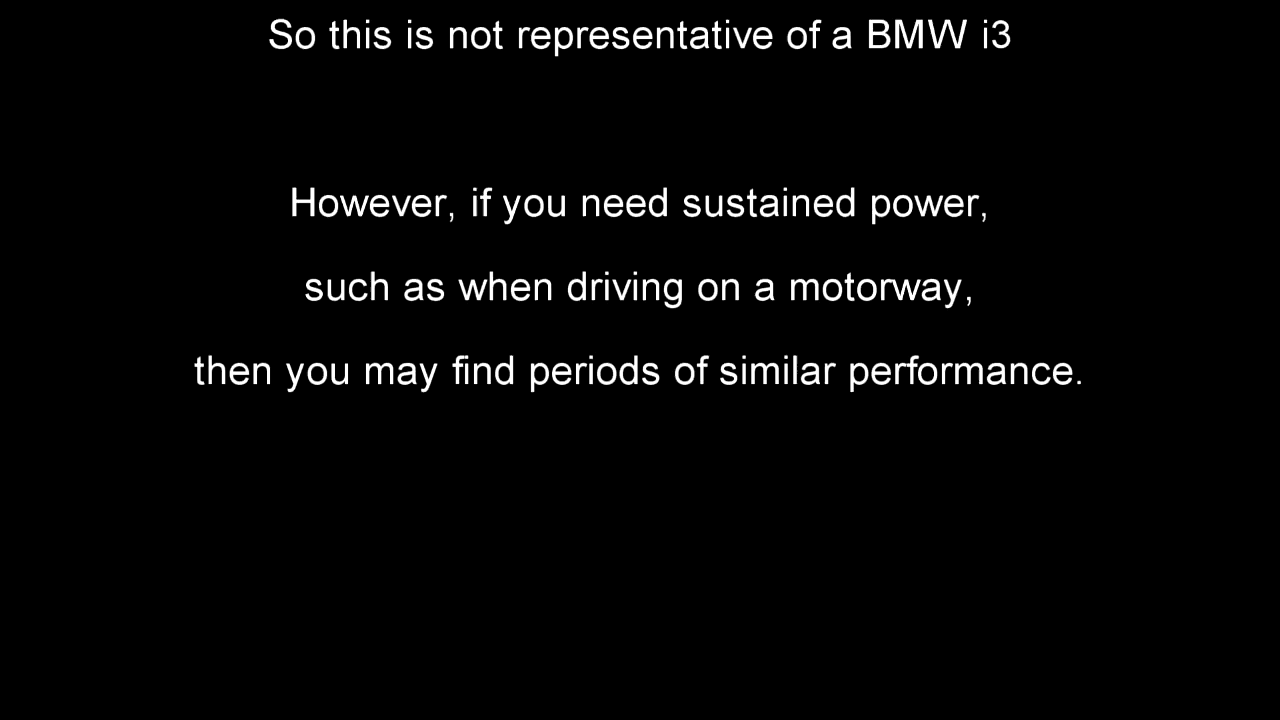 So this is not representative of a BMW i3
However, if you need sustained power,
such as when driving on a motorway,
then you may find periods of similar performance.